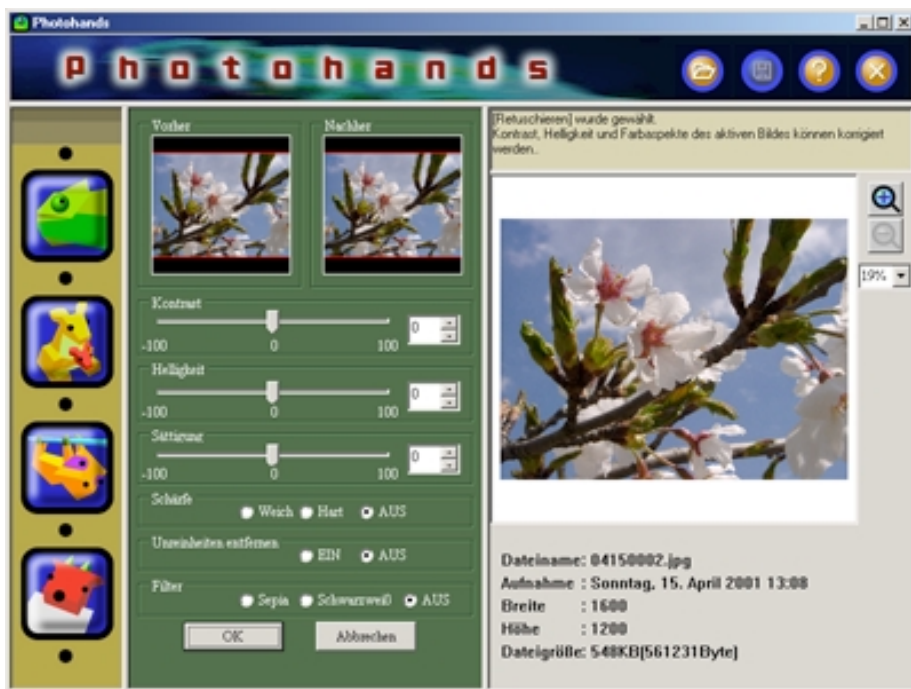 Photohands
Photohands
?
Vorher
Nachher
Kontrast
-100 0 100
0
Helligkeit
-100 0 100
0
Sättigung
-100 0 100
0
Schärfe
Weich Hart AUS
Unreinheiten entfernen
EIN AUS
Filter
Sepia Schwarzweiß AUS
OK Abbrechen
[Retuschieren] wurde gewählt.
Kontrast, Helligkeit und Farbaspekte des aktiven Bildes können korrigiert
werden..
19%
Dateiname: 04150002.jpg
Aufnahme : Sonntag, 15. April 2001 13:08
Breite : 1600
Höhe : 1200
Dateigröße: 548KB(561231Byte)